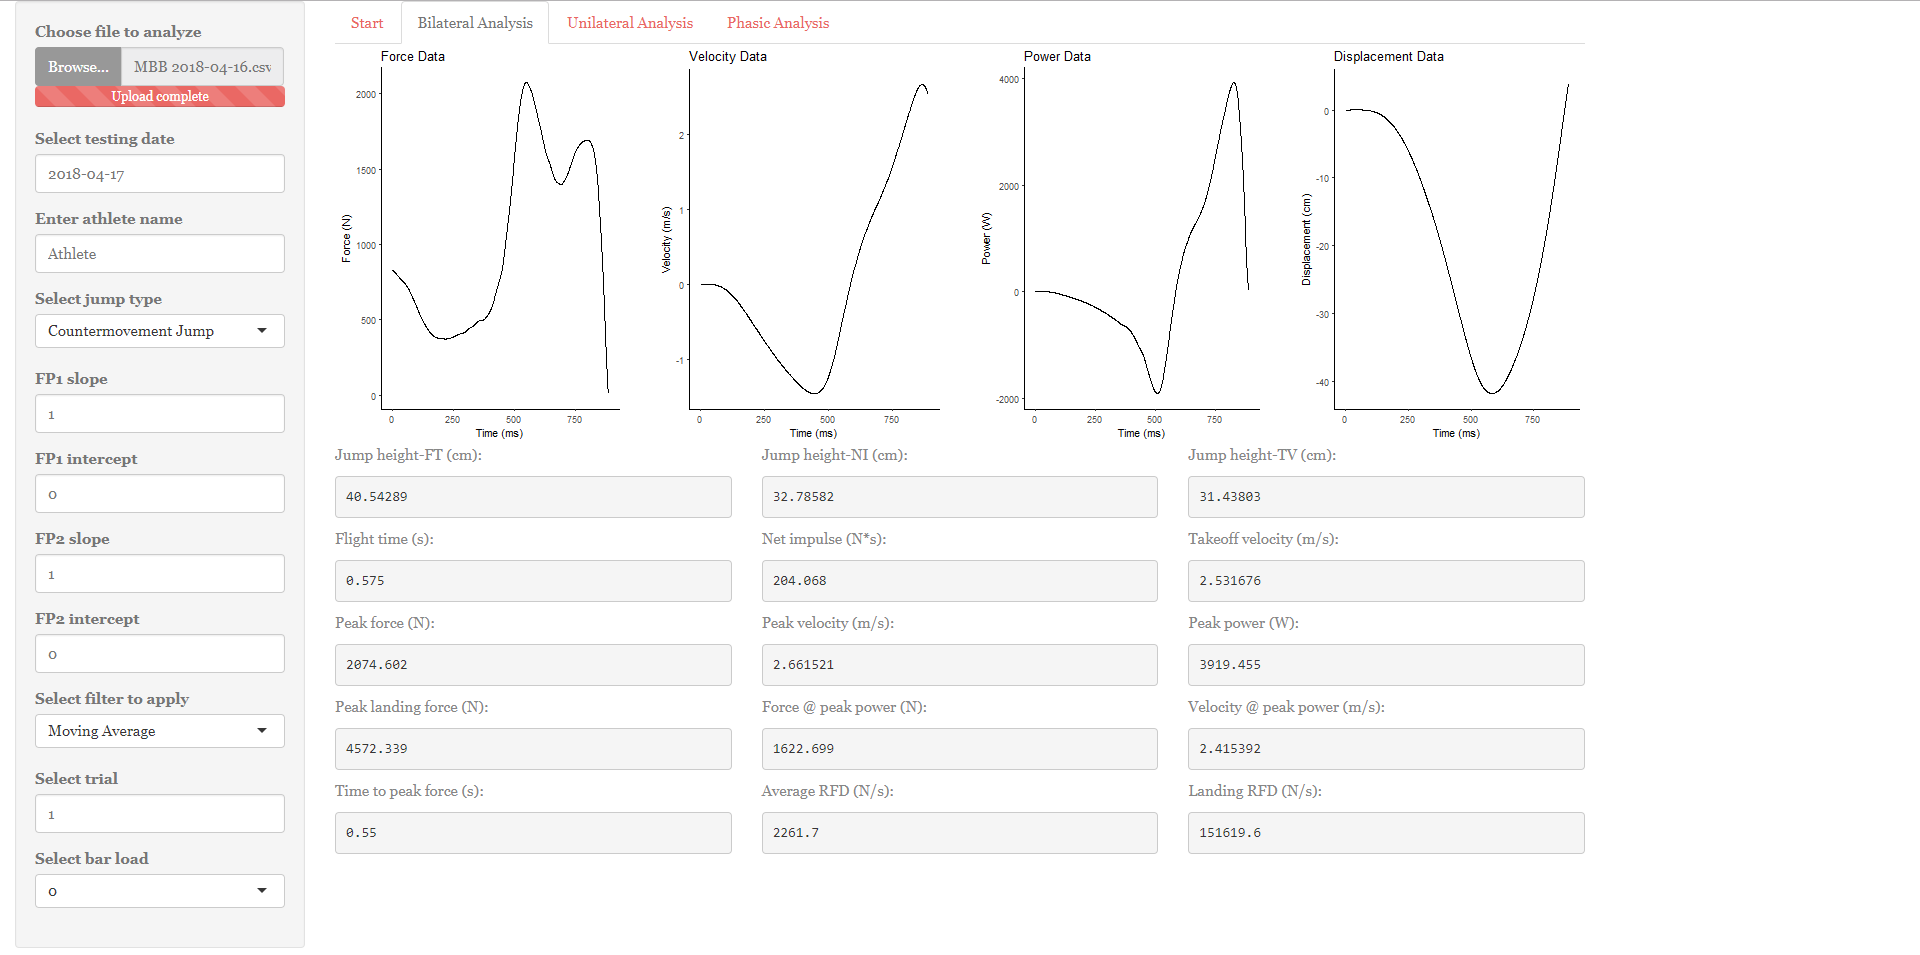 Choose file to analyze
Browse... MBB 2018-04-16.csv
Upload complete
Select testing date
2018-04-17
Enter athlete name
Athlete
Select jump type
Countermovement Jump
FP1 slope
1
FP1 intercept
0
FP2 slope
1
FP2 intercept
0
Select filter to apply
Moving Average
Select trial
1
Select bar load
0
Start Bilateral Analysis Unilateral Analysis Phasic Analysis
Force Data
Force (N)
2000
1500
1000
500
0
0 250 500 750
Time (ms)
Velocity Data
Velocity (m/s)
2
1
0
-1
0 250 500 750
Time (ms)
Power Data
Power (W)
4000
2000
0
-2000
0 250 500 750
Time (ms)
Displacement Data
Displacement (cm)
0
-10
-20
-30
-40
0 250 500 750
Time (ms)
Jump height-FT (cm): Jump height-NI (cm): Jump height-TV (cm):
40.54289 32.78582 31.43803
Flight time (s): Net impulse (N*s): Takeoff velocity (m/s):
0.575 204.068 2.531676
Peak force (N): Peak velocity (m/s): Peak power (W):
2074.602 2.661521 3919.455
Peak landing force (N): Force @ peak power (N): Velocity @ peak power (m/s):
4572.339 1622.699 2.415392
Time to peak force (s): Average RFD (N/s): Landing RFD (N/s):
0.55 2261.7 151619.6